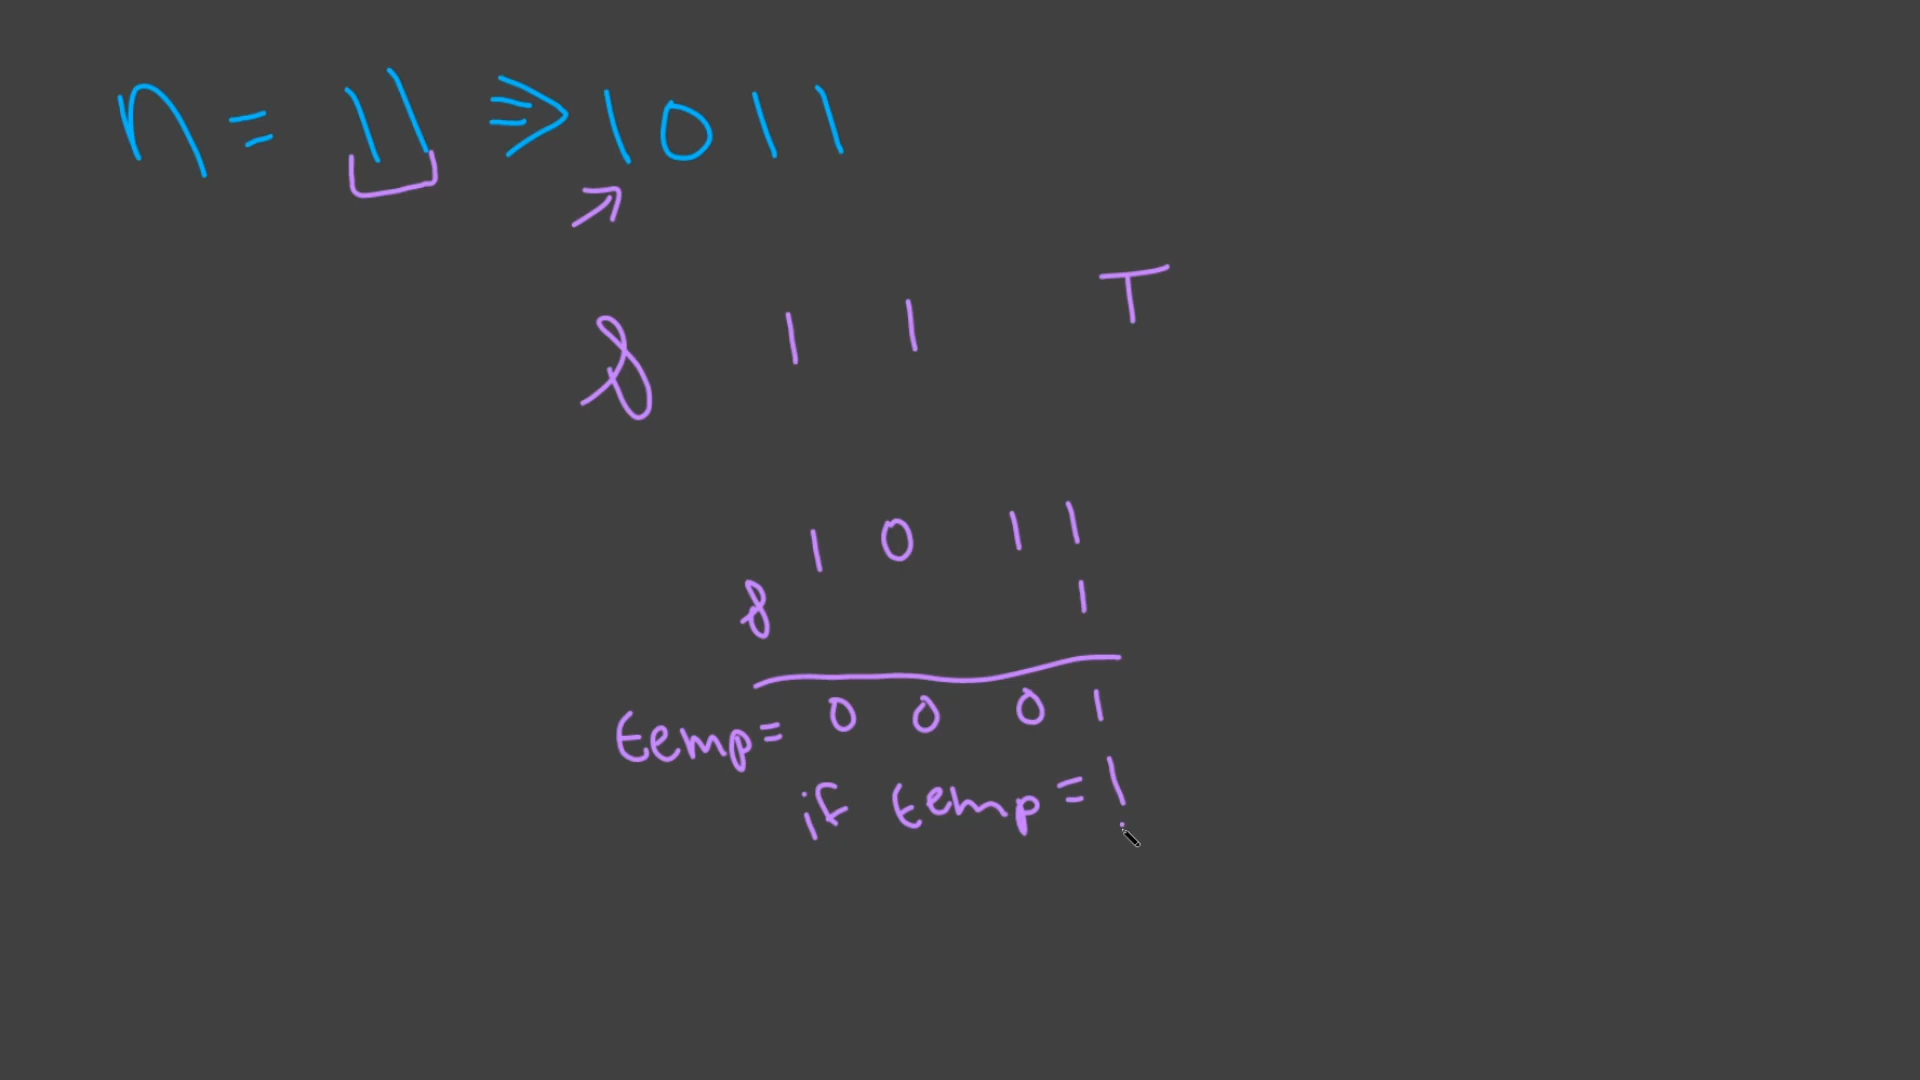 n = 11 ⇒ 1011
& 1 1 T
1 0 1 1
& 1
temp = 0 0 0 1
if temp = 1